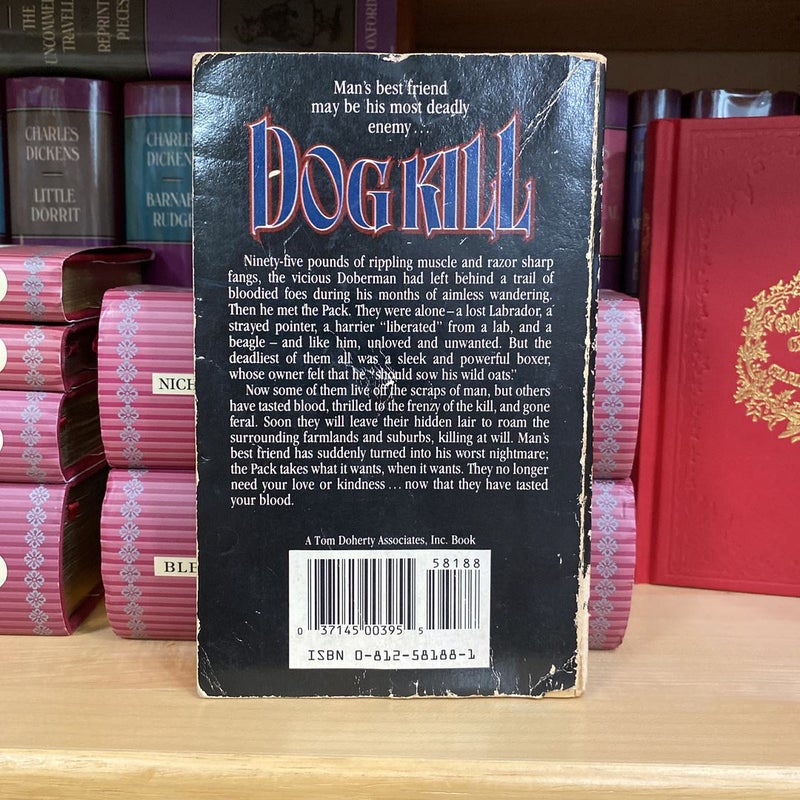 THE
UNCOMMER
TRAVELL
REPRINT
PIECES
OXFORD
CHARLES
DICKENS
LITTLE
DORRIT
CHARL
DICKEN
BARNAB
RUDGE
NICH
BLE
Man's best friend
may be his most deadly
enemy...
DOG KILL
Ninety-five pounds of rippling muscle and razor sharp
fangs, the vicious Doberman had left behind a trail of
bloodied foes during his months of aimless wandering.
Then he met the Pack. They were alone – a lost Labrador, a
strayed pointer, a harrier "liberated" from a lab, and a
beagle – and like him, unloved and unwanted. But the
deadliest of them all was a sleek and powerful boxer,
whose owner felt that he "should sow his wild oats."
Now some of them live off the scraps of man, but others
have tasted blood, thrilled to the frenzy of the kill, and gone
feral. Soon they will leave their hidden lair to roam the
surrounding farmlands and suburbs, killing at will. Man's
best friend has suddenly turned into his worst nightmare;
the Pack takes what it wants, when it wants. They no longer
need your love or kindness... now that they have tasted
your blood.
A Tom Doherty Associates, Inc. Book
58188
0 37145 00395 5
ISBN 0-812-58188-1